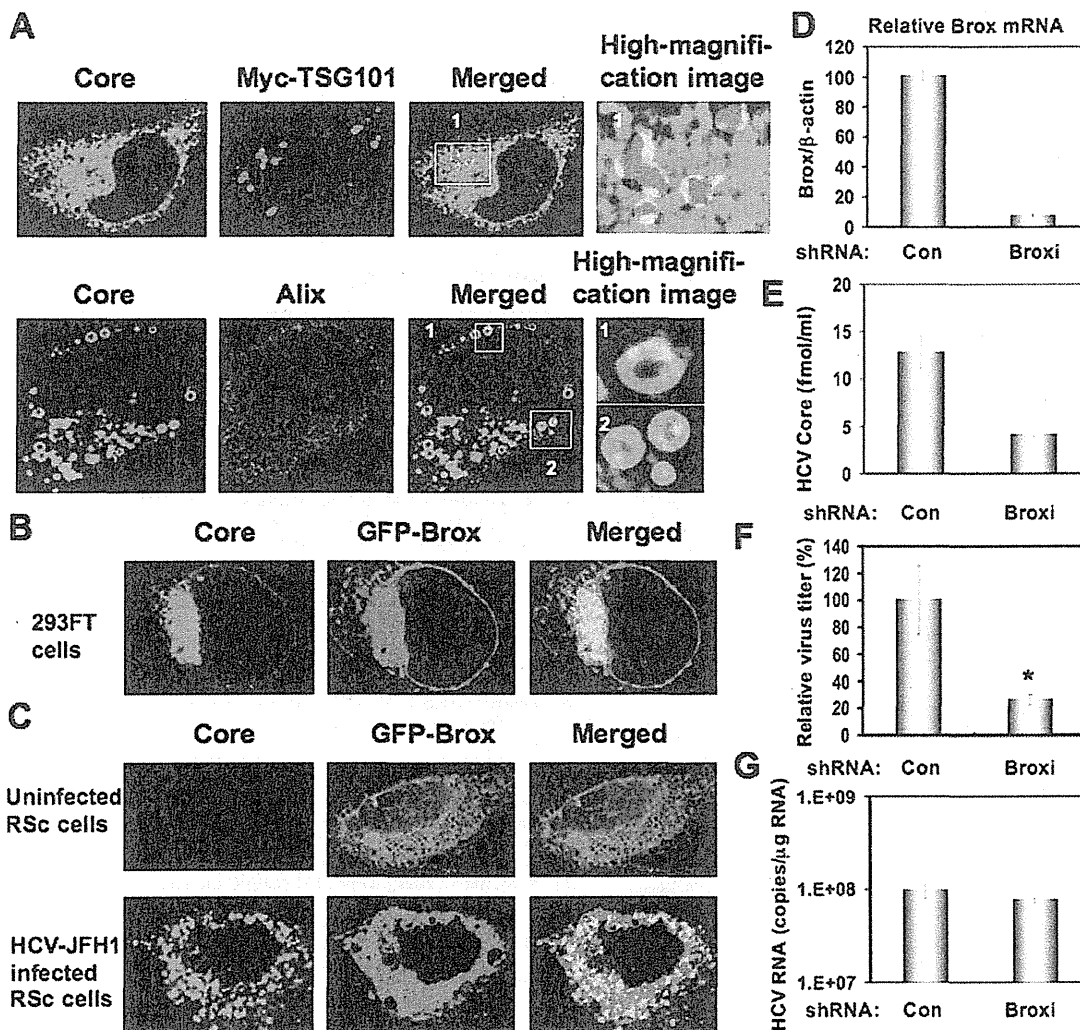 A
Core
Myc-TSG101
Merged
High-magnifi-
cation image
1
1
Core
Alix
Merged
High-magnifi-
cation image
1
2
1
2
B
Core
GFP-Brox
Merged
293FT
cells
C
Core
GFP-Brox
Merged
Uninfected
RSc cells
HCV-JFH1
infected
RSc cells
D
Relative Brox mRNA
Brox/β-actin
120
100
80
60
40
20
0
shRNA: Con Broxi
E
HCV Core (fmol/ml)
20
15
10
5
0
shRNA: Con Broxi
F
Relative virus titer (%)
140
120
100
80
60
40
20
0
*
shRNA: Con Broxi
G
HCV RNA (copies/μg RNA)
1.E+09
1.E+08
1.E+07
shRNA: Con Broxi